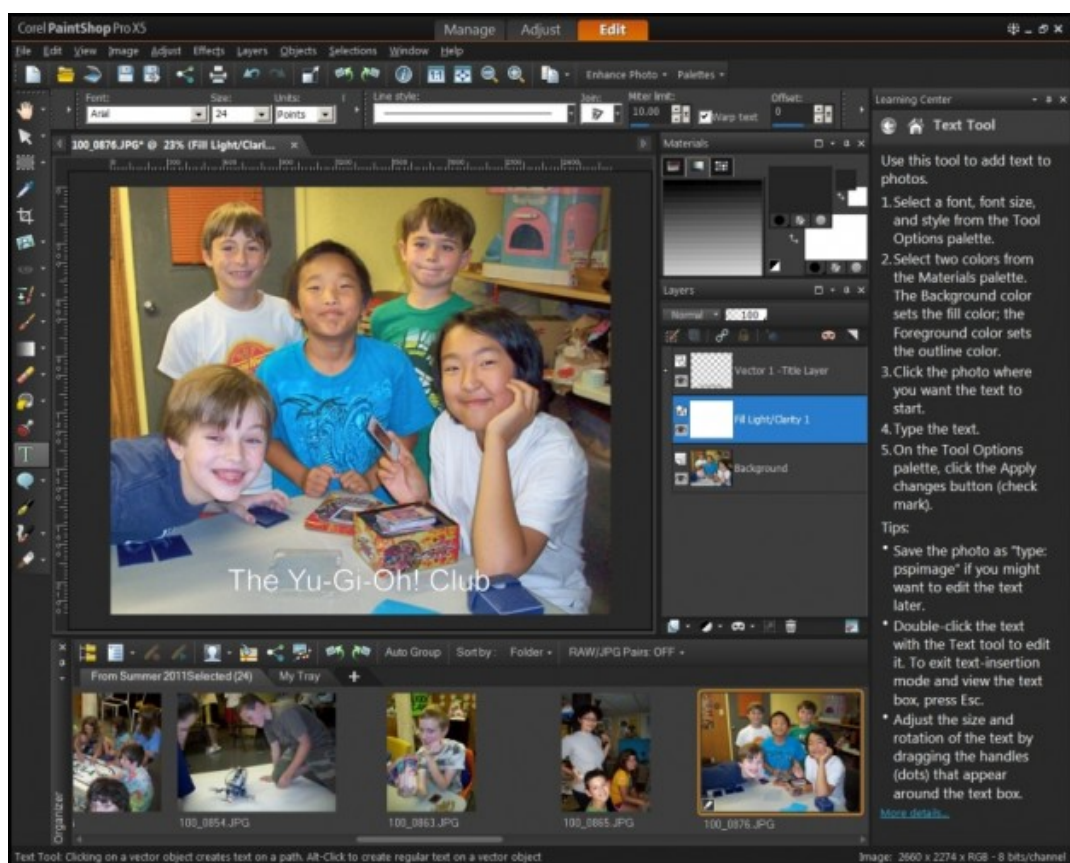 Corel PaintShop Pro X5
Manage Adjust Edit
File Edit View Image Adjust Effects Layers Objects Selections Window Help
Enhance Photo Palettes
Font: Size: Units: Line style: Join: Miter limit: Offset:
Arial 24 Points 10.00 Warp text 0
Learning Center
Text Tool
100_0876.JPG* @ 23% (Fill Light/Clari...
Materials
Use this tool to add text to
photos.
1. Select a font, font size,
and style from the Tool
Options palette.
2. Select two colors from
the Materials palette.
The Background color
sets the fill color; the
Foreground color sets
the outline color.
3. Click the photo where
you want the text to
start.
4. Type the text.
5. On the Tool Options
palette, click the Apply
changes button (check
mark).
Tips:
* Save the photo as "type:
pspimage" if you might
want to edit the text
later.
* Double-click the text
with the Text tool to edit
it. To exit text-insertion
mode and view the text
box, press Esc.
* Adjust the size and
rotation of the text by
dragging the handles
(dots) that appear
around the text box.
More details...
Layers
Normal 100
Vector 1 -Title Layer
Fill Light/Clarity 1
Background
The Yu-Gi-Oh! Club
Auto Group Sort by: Folder RAW/JPG Pairs: OFF
From Summer 2011Selected (24) My Tray
100_0854.JPG 100_0863.JPG 100_0865.JPG 100_0876.JPG
Organizer
Text Tool: Clicking on a vector object creates text on a path. Alt-Click to create regular text on a vector object
Image: 2660 x 2274 x RGB - 8 bits/channel